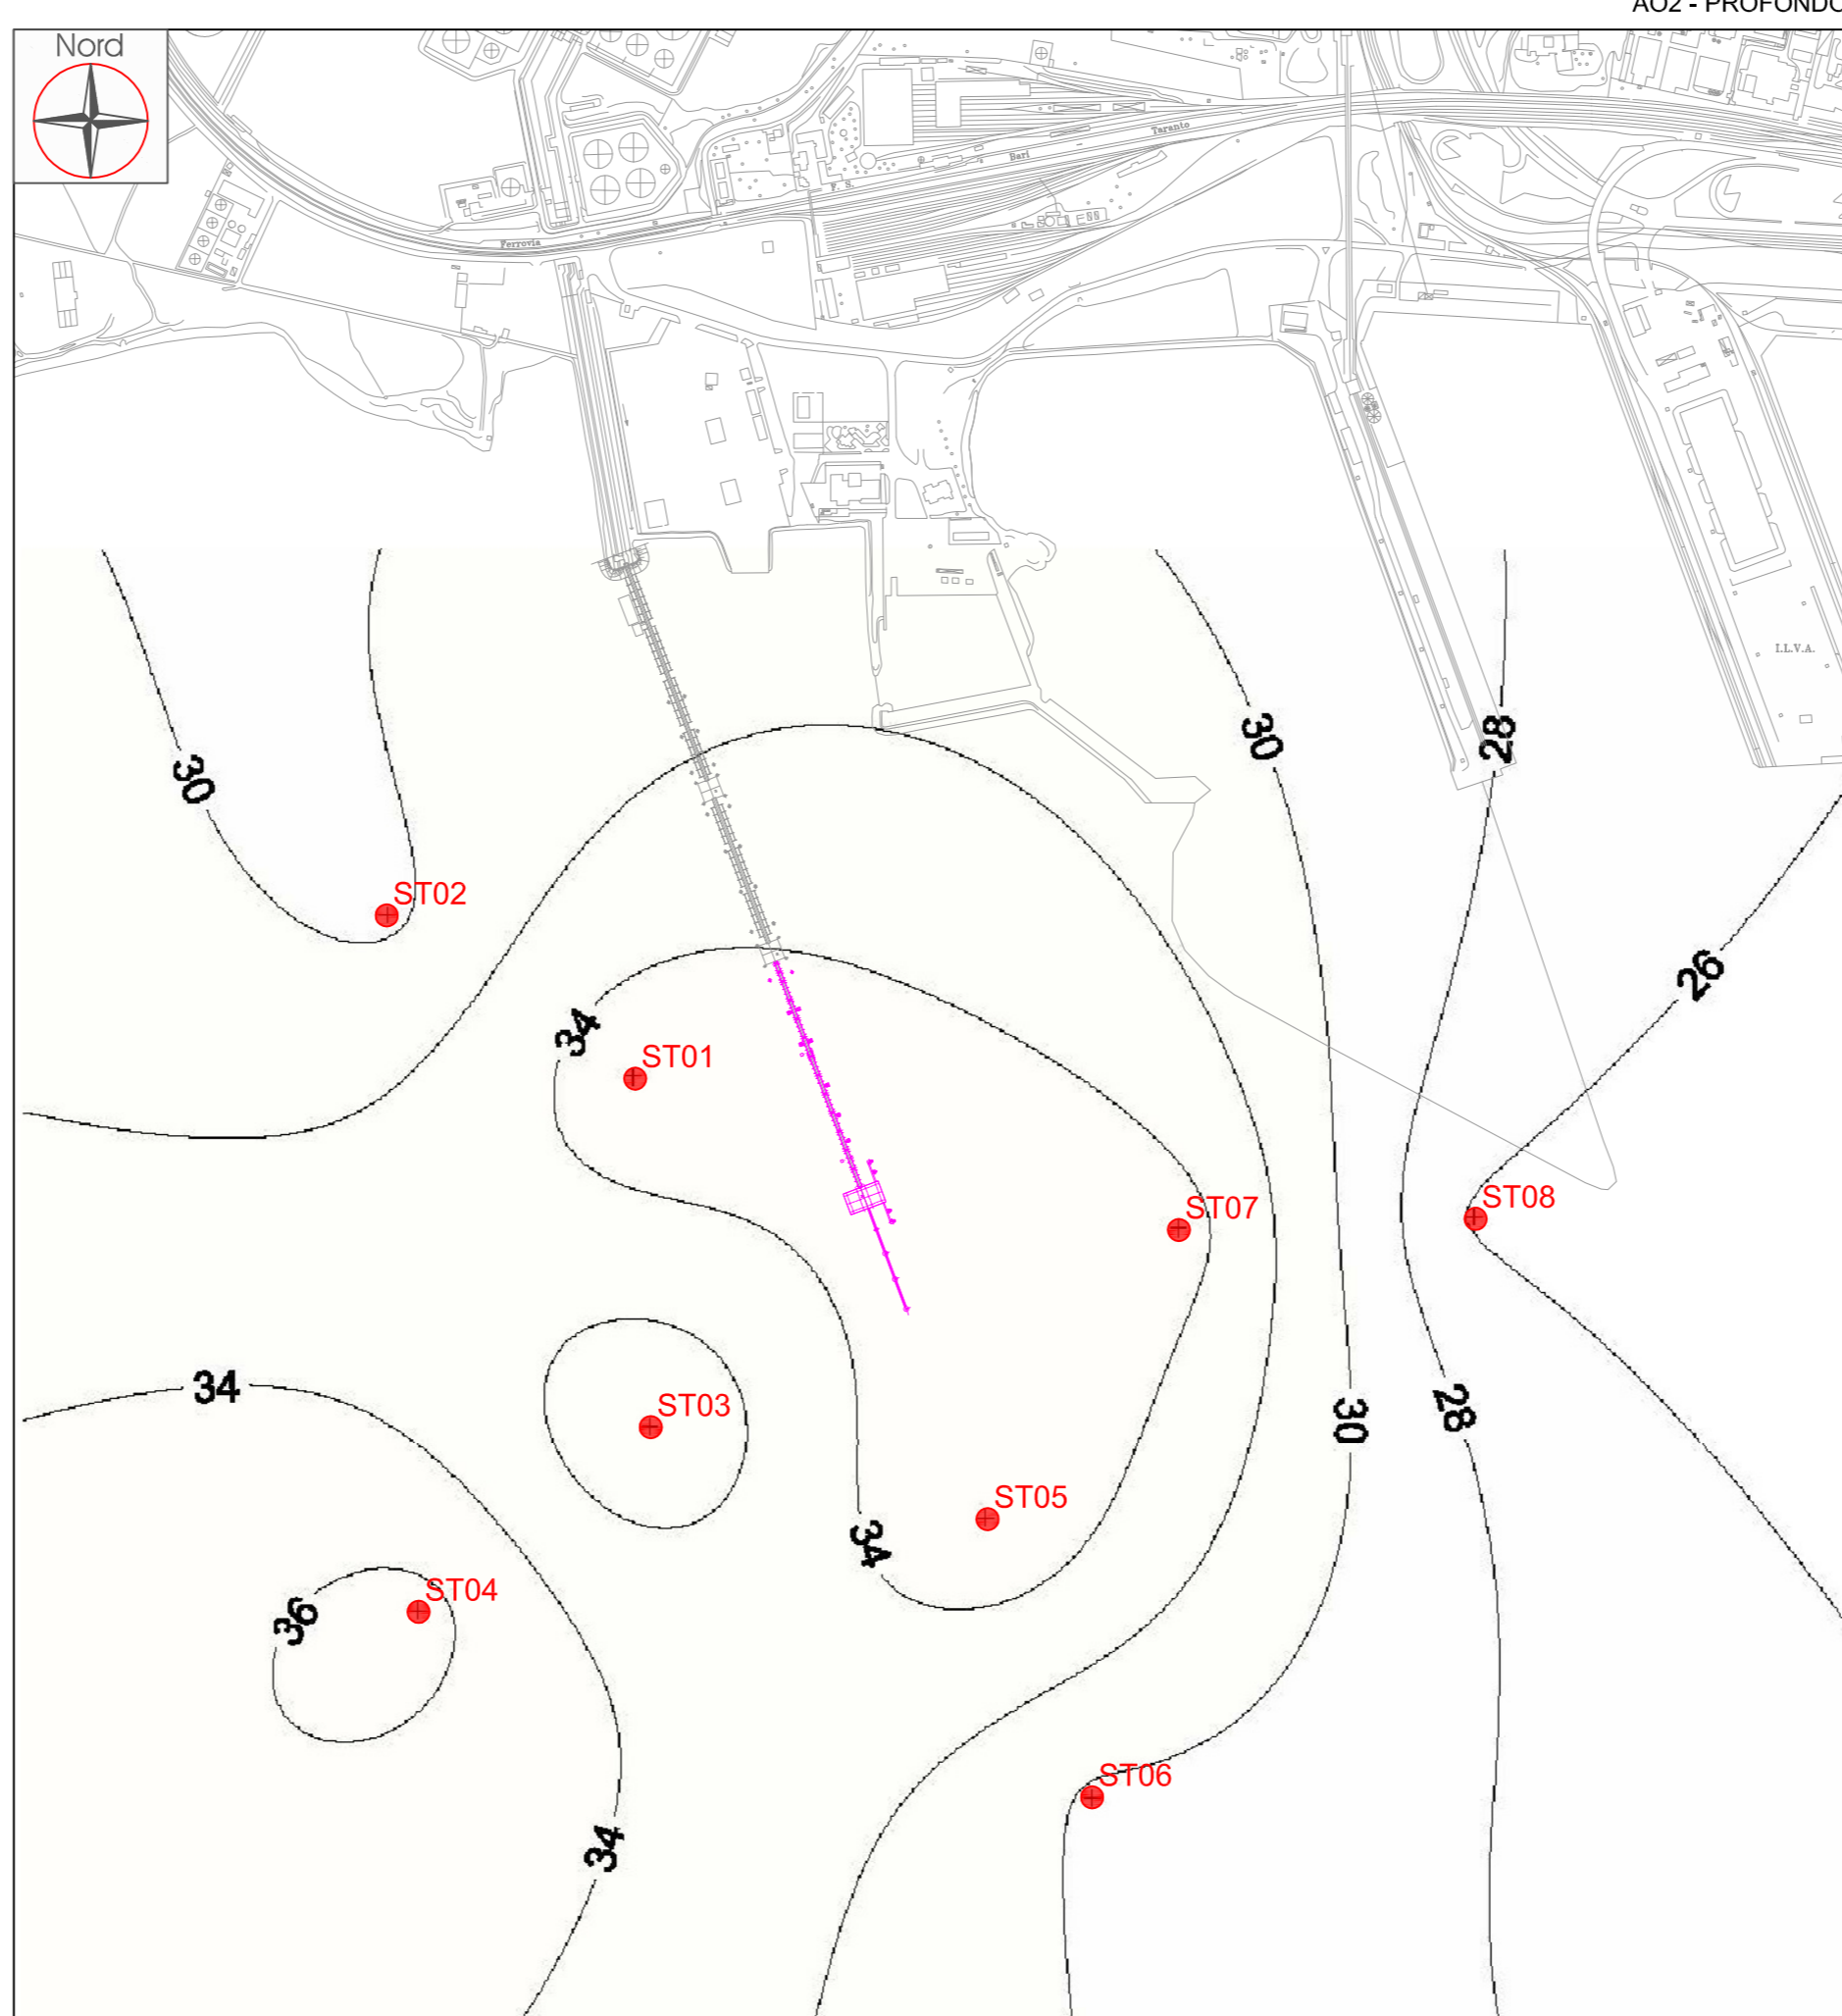 AO2 - PROFONDO
Nord
Taranto
Bari
F. S.
Ferrovia
I.L.V.A.
30
28
30
ST02
26
34
ST01
ST07
ST08
34
28
30
ST03
ST05
34
ST04
36
ST06
34